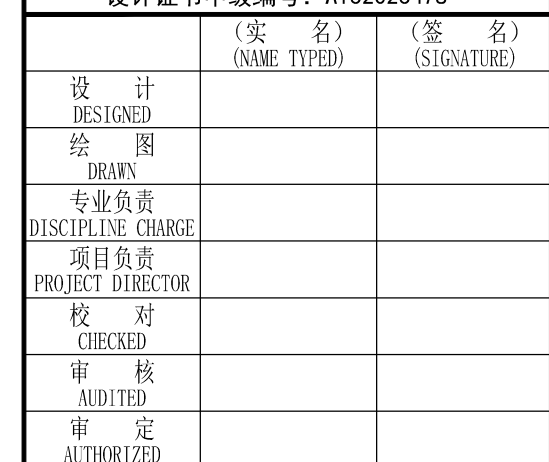 （实 名） （签 名）
(NAME TYPED) (SIGNATURE)
设 计
DESIGNED
绘 图
DRAWN
专业负责
DISCIPLINE CHARGE
项目负责
PROJECT DIRECTOR
校 对
CHECKED
审 核
AUDITED
审 定
AUTHORIZED